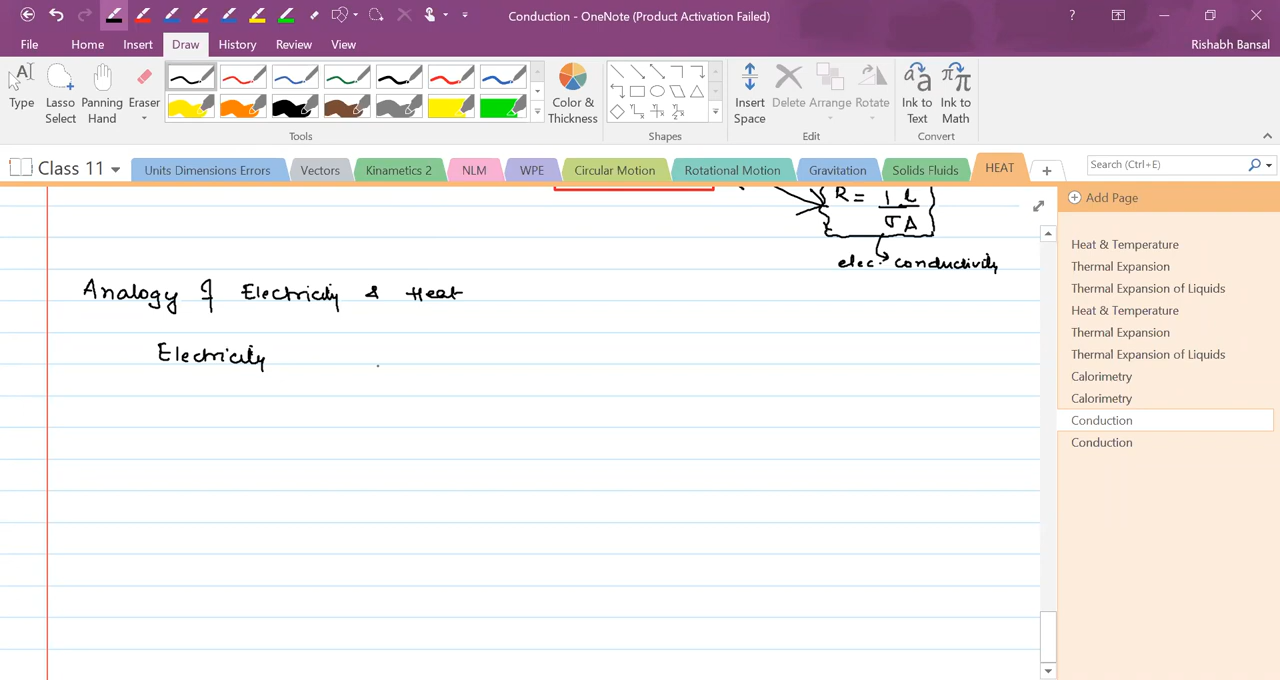 Conduction - OneNote (Product Activation Failed)
?
File Home Insert Draw History Review View
Rishabh Bansal
Type
Lasso Select
Panning Hand
Eraser
Color & Thickness
Insert Space
Delete
Arrange
Rotate
Ink to Text
Ink to Math
Tools
Shapes
Edit
Convert
Class 11
Units Dimensions Errors
Vectors
Kinametics 2
NLM
WPE
Circular Motion
Rotational Motion
Gravitation
Solids Fluids
HEAT
Search (Ctrl+E)
Add Page
Heat & Temperature
Thermal Expansion
Thermal Expansion of Liquids
Heat & Temperature
Thermal Expansion
Thermal Expansion of Liquids
Calorimetry
Calorimetry
Conduction
Conduction
R = 1 l
σ A
elec. conductivity
Analogy of Electricity & Heat
Electricity